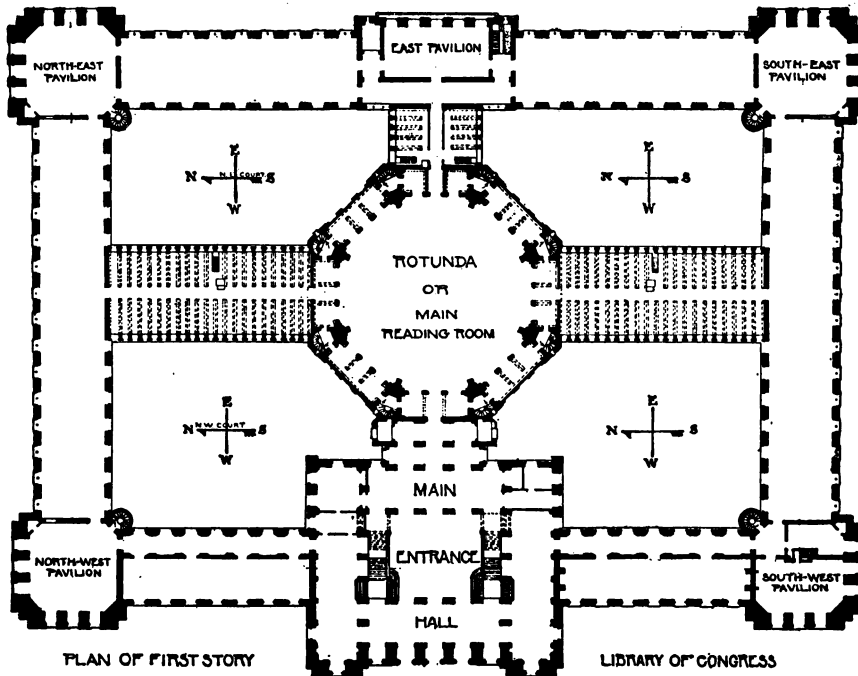 NORTH-EAST
PAVILION
EAST PAVILION
SOUTH-EAST
PAVILION
E
N
S
W
E
N
S
W
ROTUNDA
OR
MAIN
READING ROOM
E
N
N.W COURT
S
W
E
N
S
W
MAIN
ENTRANCE
HALL
NORTH-WEST
PAVILION
SOUTH-WEST
PAVILION
PLAN OF FIRST STORY
LIBRARY OF CONGRESS